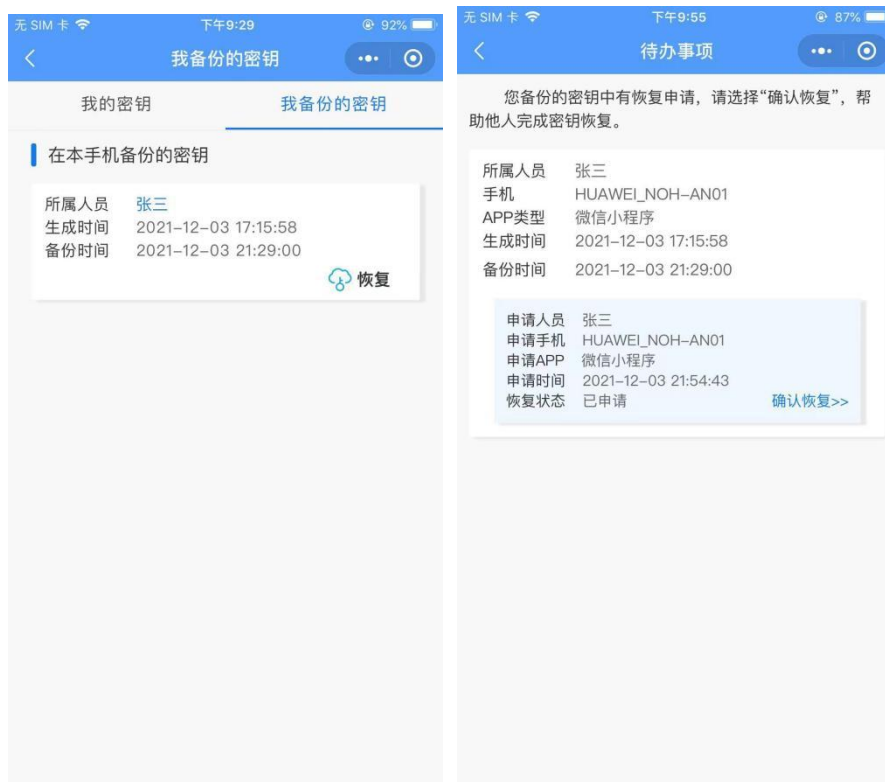 无 SIM 卡
下午9:29
92%
我备份的密钥
我的密钥
我备份的密钥
在本手机备份的密钥
所属人员 张三
生成时间 2021-12-03 17:15:58
备份时间 2021-12-03 21:29:00
恢复
无 SIM 卡
下午9:55
87%
待办事项
您备份的密钥中有恢复申请，请选择“确认恢复”，帮
助他人完成密钥恢复。
所属人员 张三
手机 HUAWEI_NOH-AN01
APP类型 微信小程序
生成时间 2021-12-03 17:15:58
备份时间 2021-12-03 21:29:00
申请人员 张三
申请手机 HUAWEI_NOH-AN01
申请APP 微信小程序
申请时间 2021-12-03 21:54:43
恢复状态 已申请 确认恢复>>